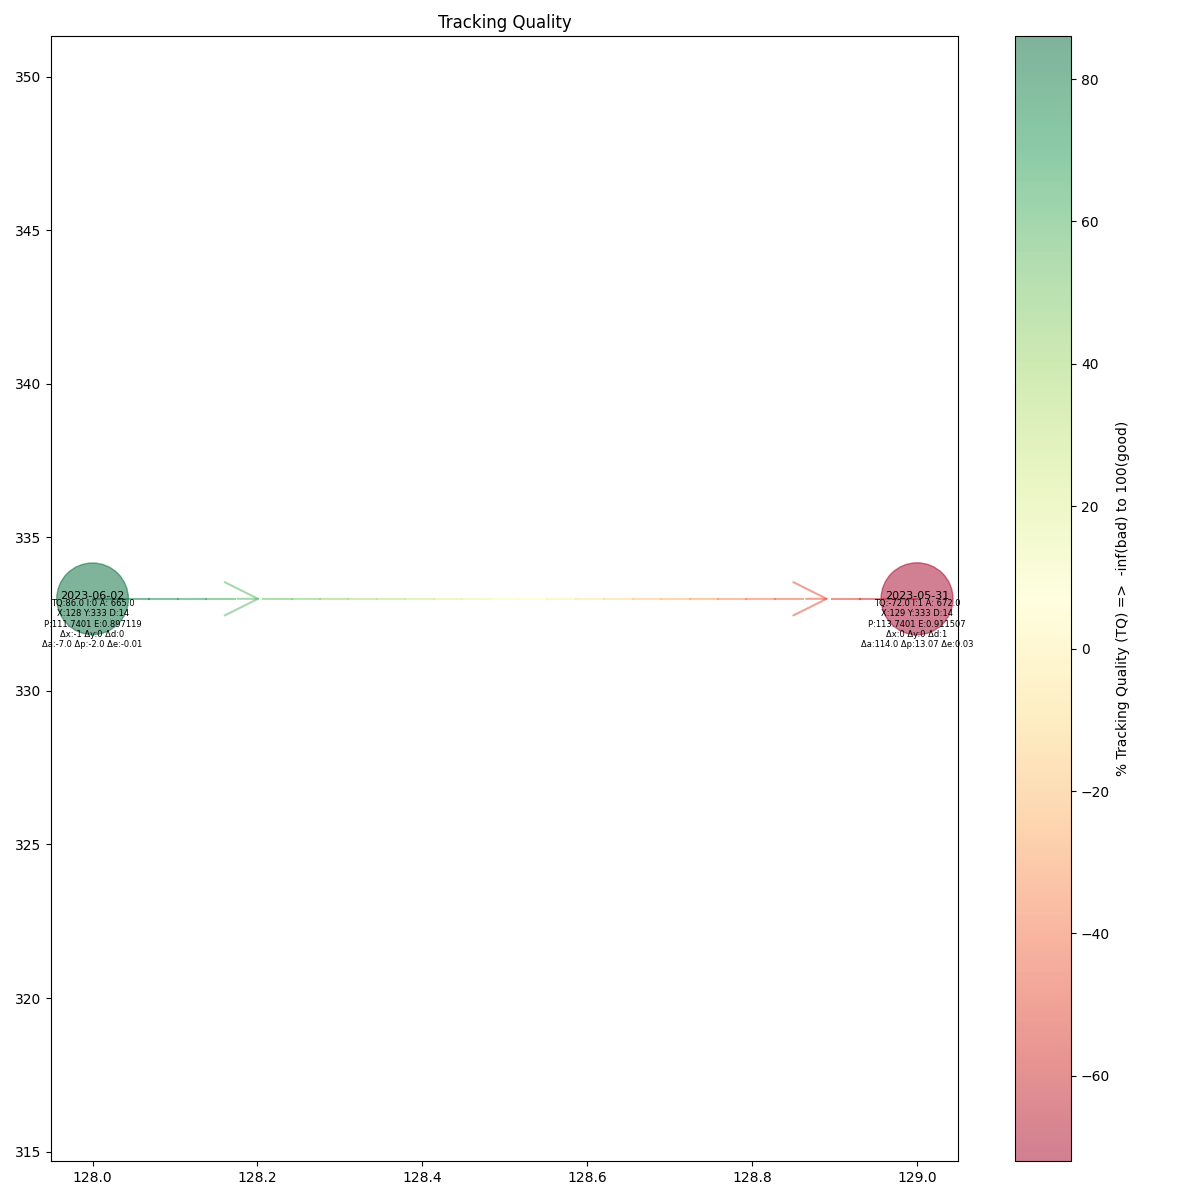 Tracking Quality
350
345
340
335
330
325
320
315
128.0
128.2
128.4
128.6
128.8
129.0
2023-06-02
TQ:86.0 I:0 A: 665.0
X:128 Y:333 D:14
P:111.7401 E:0.897119
Δx:-1 Δy:0 Δd:0
Δa:-7.0 Δp:-2.0 Δe:-0.01
2023-05-31
TQ:-72.0 I:1 A: 672.0
X:129 Y:333 D:14
P:113.7401 E:0.911507
Δx:0 Δy:0 Δd:1
Δa:114.0 Δp:13.07 Δe:0.03
80
60
40
20
0
−20
−40
−60
% Tracking Quality (TQ) => -inf(bad) to 100(good)